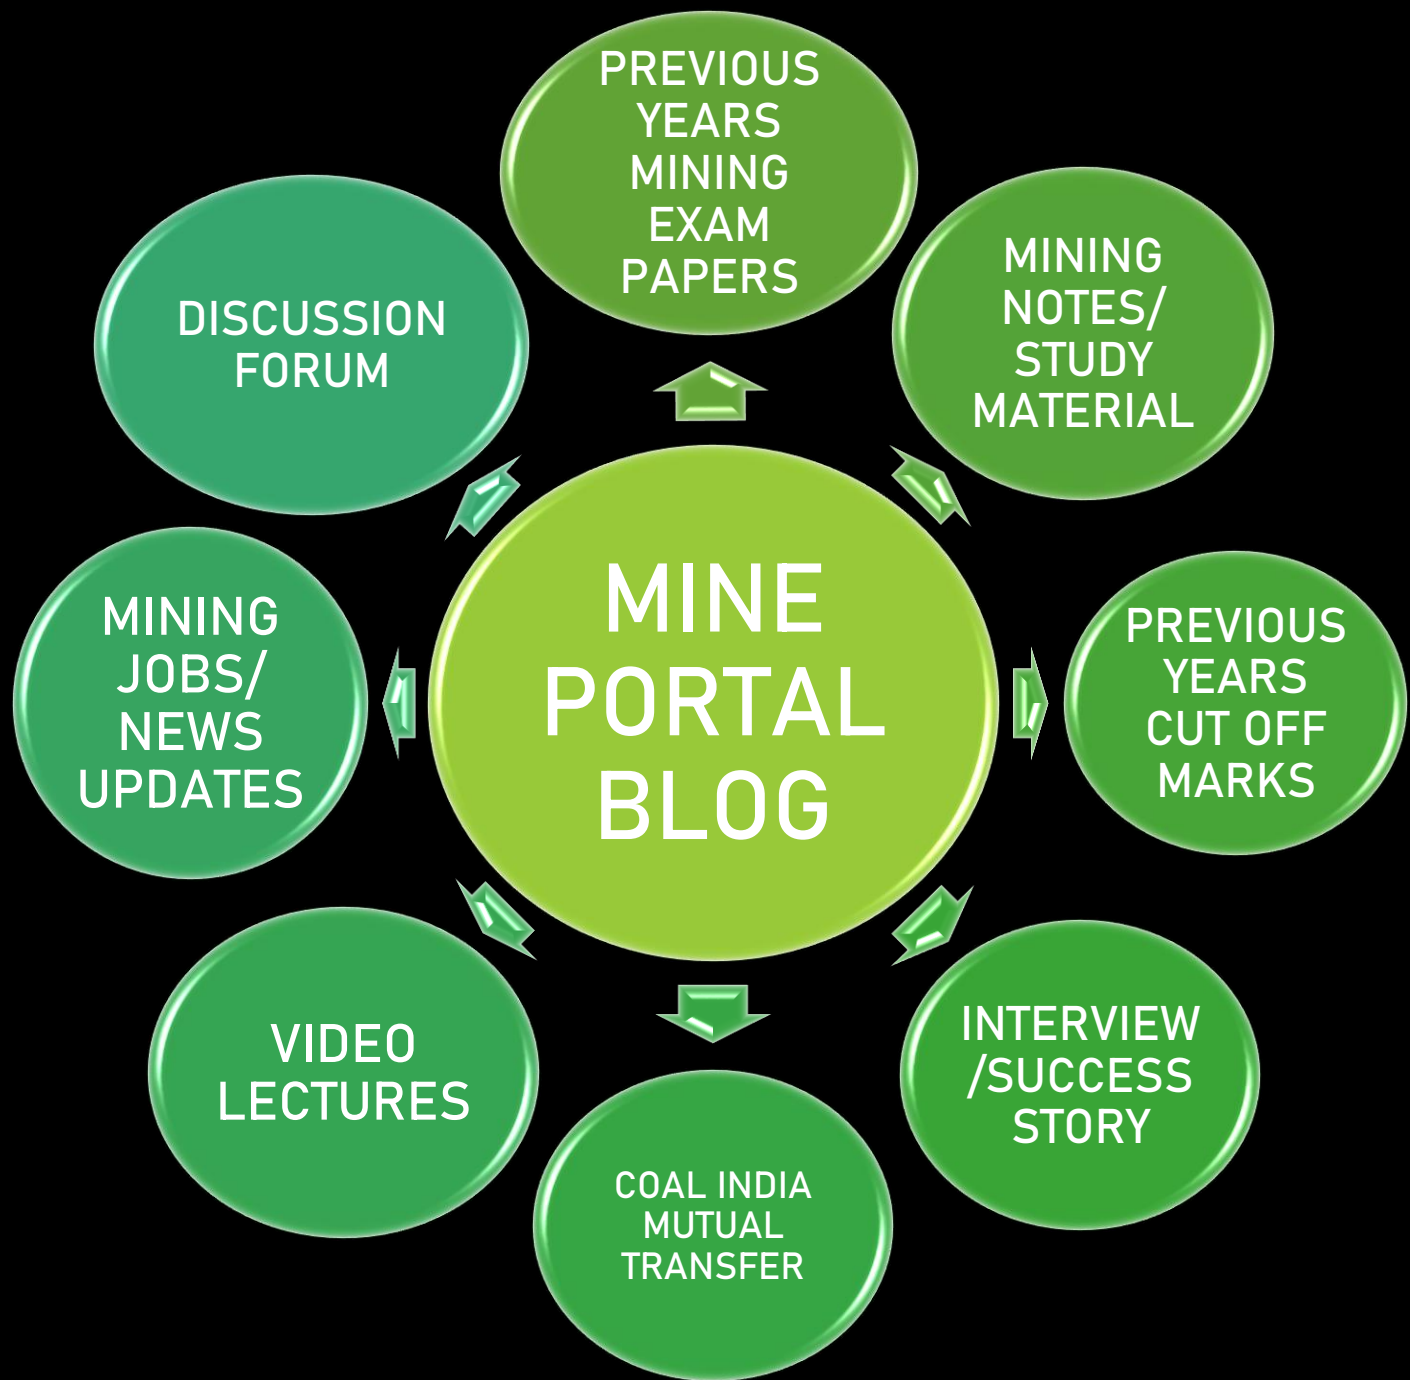 PREVIOUS
YEARS
MINING
EXAM
PAPERS
MINING
NOTES/
STUDY
MATERIAL
PREVIOUS
YEARS
CUT OFF
MARKS
INTERVIEW
/SUCCESS
STORY
COAL INDIA
MUTUAL
TRANSFER
VIDEO
LECTURES
MINING
JOBS/
NEWS
UPDATES
DISCUSSION
FORUM
MINE
PORTAL
BLOG